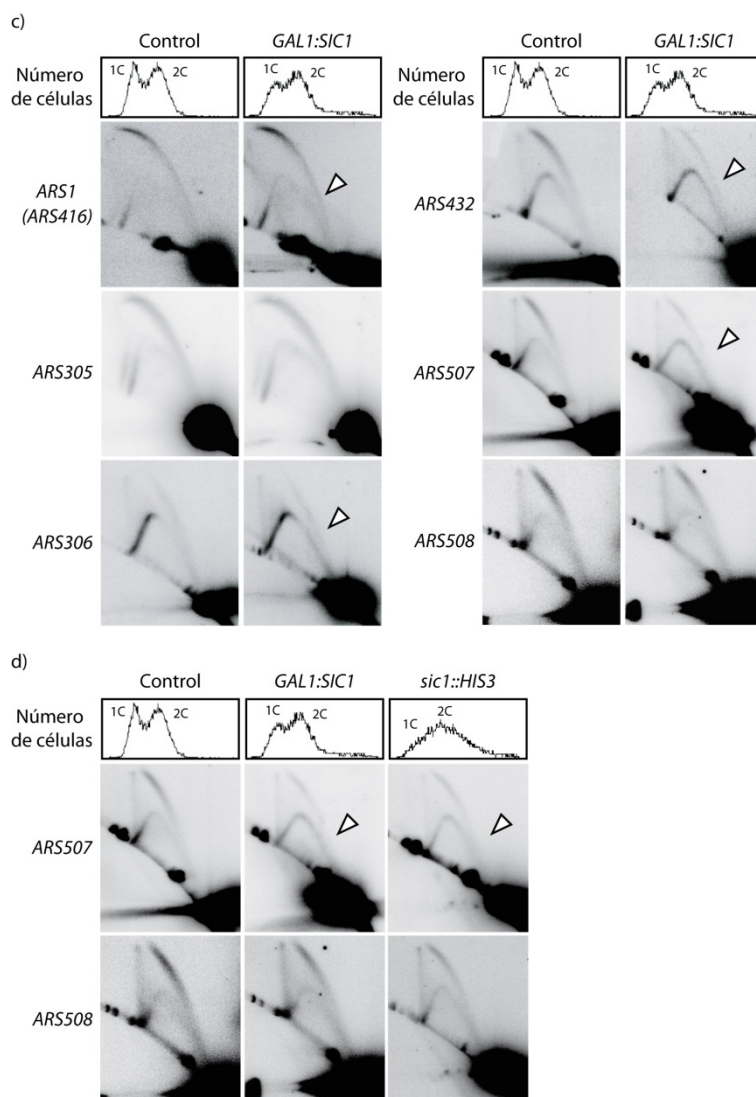 c)
Control GAL1:SIC1 Control GAL1:SIC1
Número de células 1C 2C 1C 2C Número de células 1C 2C 1C 2C
ARS1 (ARS416) ARS432
ARS305 ARS507
ARS306 ARS508
d)
Control GAL1:SIC1 sic1::HIS3
Número de células 1C 2C 1C 2C 1C 2C
ARS507
ARS508